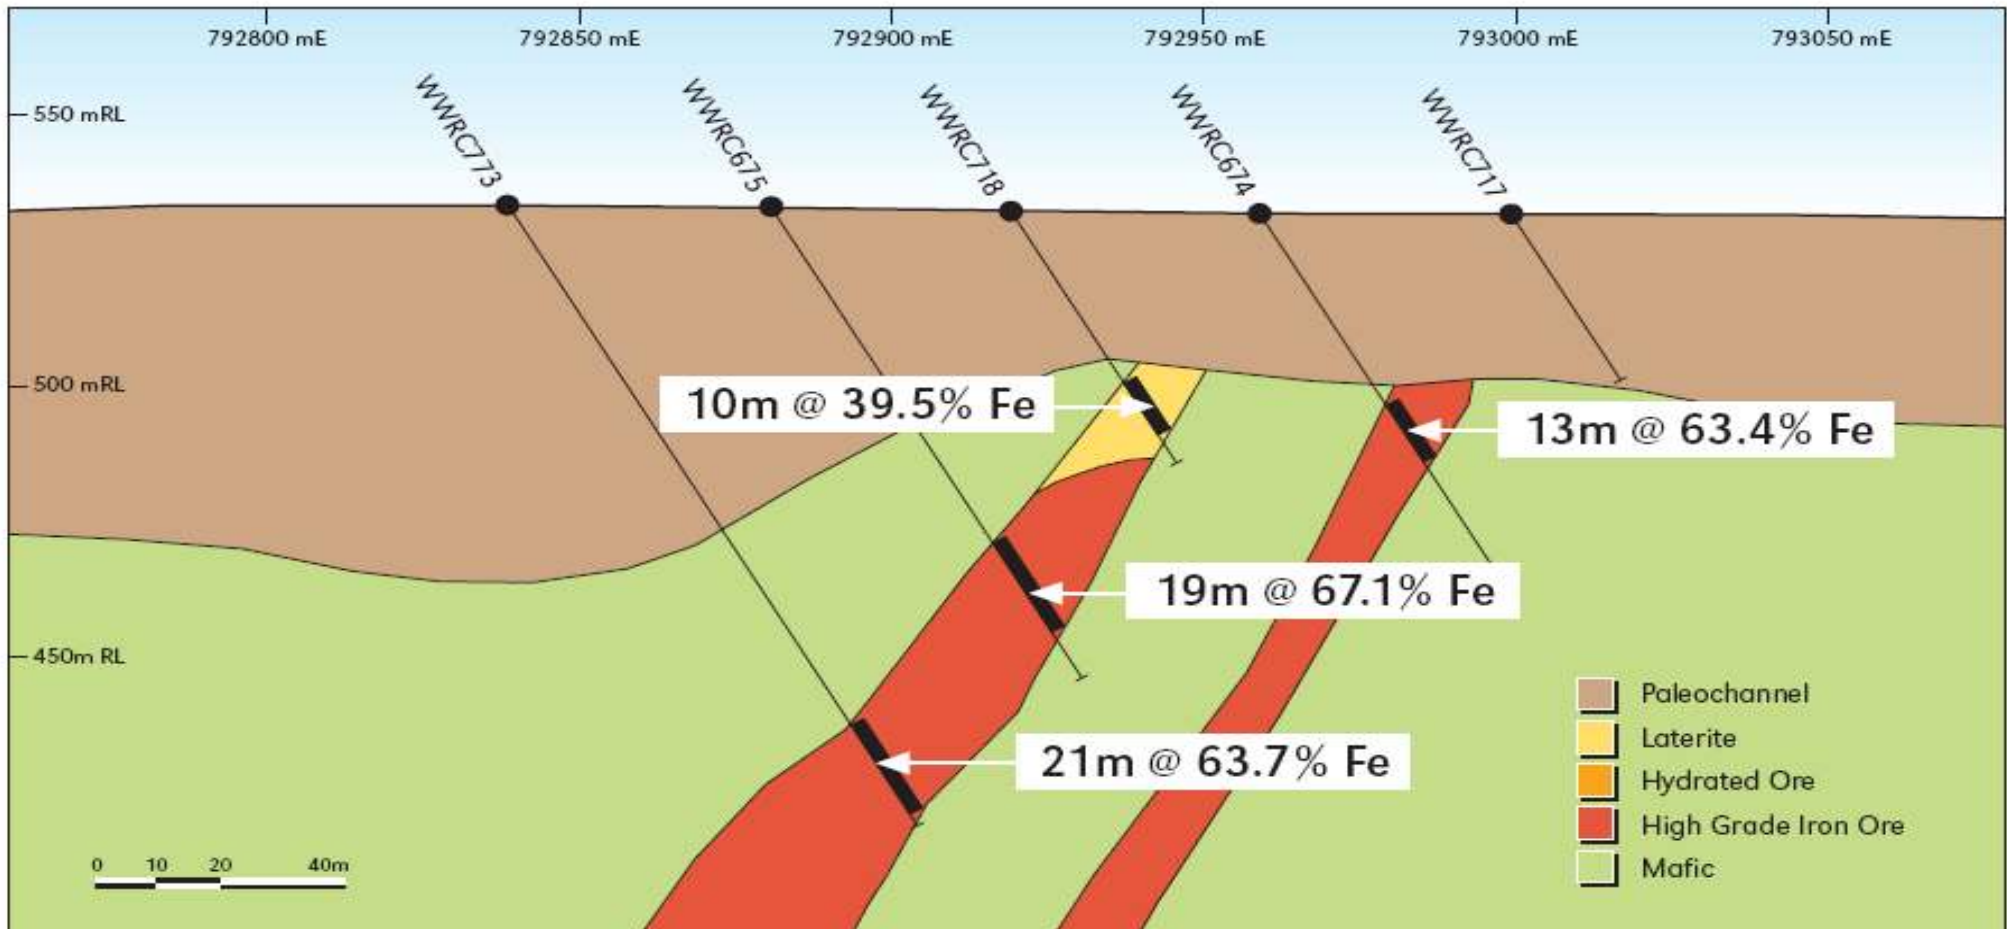 792800 mE
792850 mE
792900 mE
792950 mE
793000 mE
793050 mE
550 mRL
WWRC773
WWRC675
WWRC718
WWRC674
WWRC717
500 mRL
10m @ 39.5% Fe
13m @ 63.4% Fe
19m @ 67.1% Fe
450m RL
21m @ 63.7% Fe
Paleochannel
Laterite
Hydrated Ore
High Grade Iron Ore
Mafic
0 10 20 40m